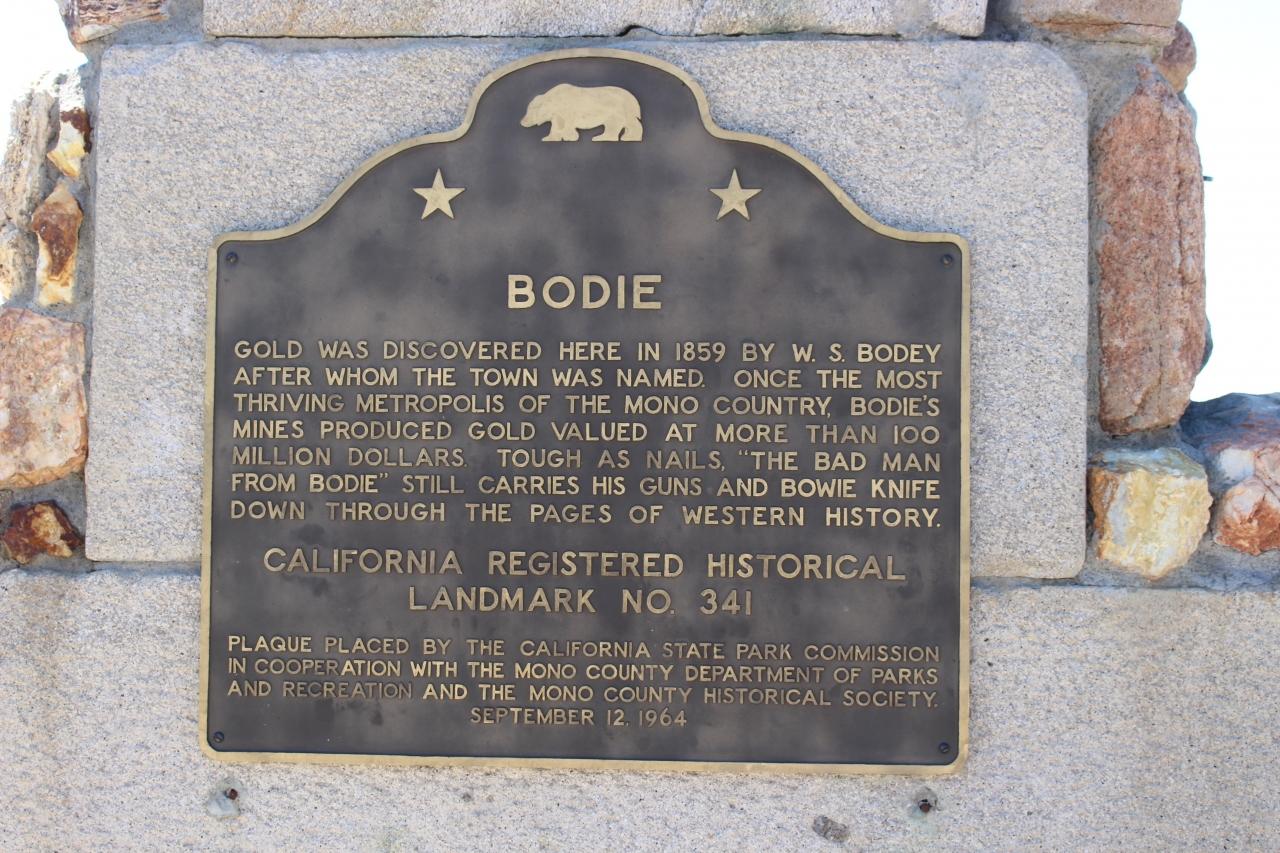 BODIE
GOLD WAS DISCOVERED HERE IN 1859 BY W. S. BODEY
AFTER WHOM THE TOWN WAS NAMED. ONCE THE MOST
THRIVING METROPOLIS OF THE MONO COUNTRY, BODIE'S
MINES PRODUCED GOLD VALUED AT MORE THAN 100
MILLION DOLLARS. TOUGH AS NAILS, "THE BAD MAN
FROM BODIE" STILL CARRIES HIS GUNS AND BOWIE KNIFE
DOWN THROUGH THE PAGES OF WESTERN HISTORY.
CALIFORNIA REGISTERED HISTORICAL
LANDMARK NO. 341
PLAQUE PLACED BY THE CALIFORNIA STATE PARK COMMISSION
IN COOPERATION WITH THE MONO COUNTY DEPARTMENT OF PARKS
AND RECREATION AND THE MONO COUNTY HISTORICAL SOCIETY.
SEPTEMBER 12, 1964